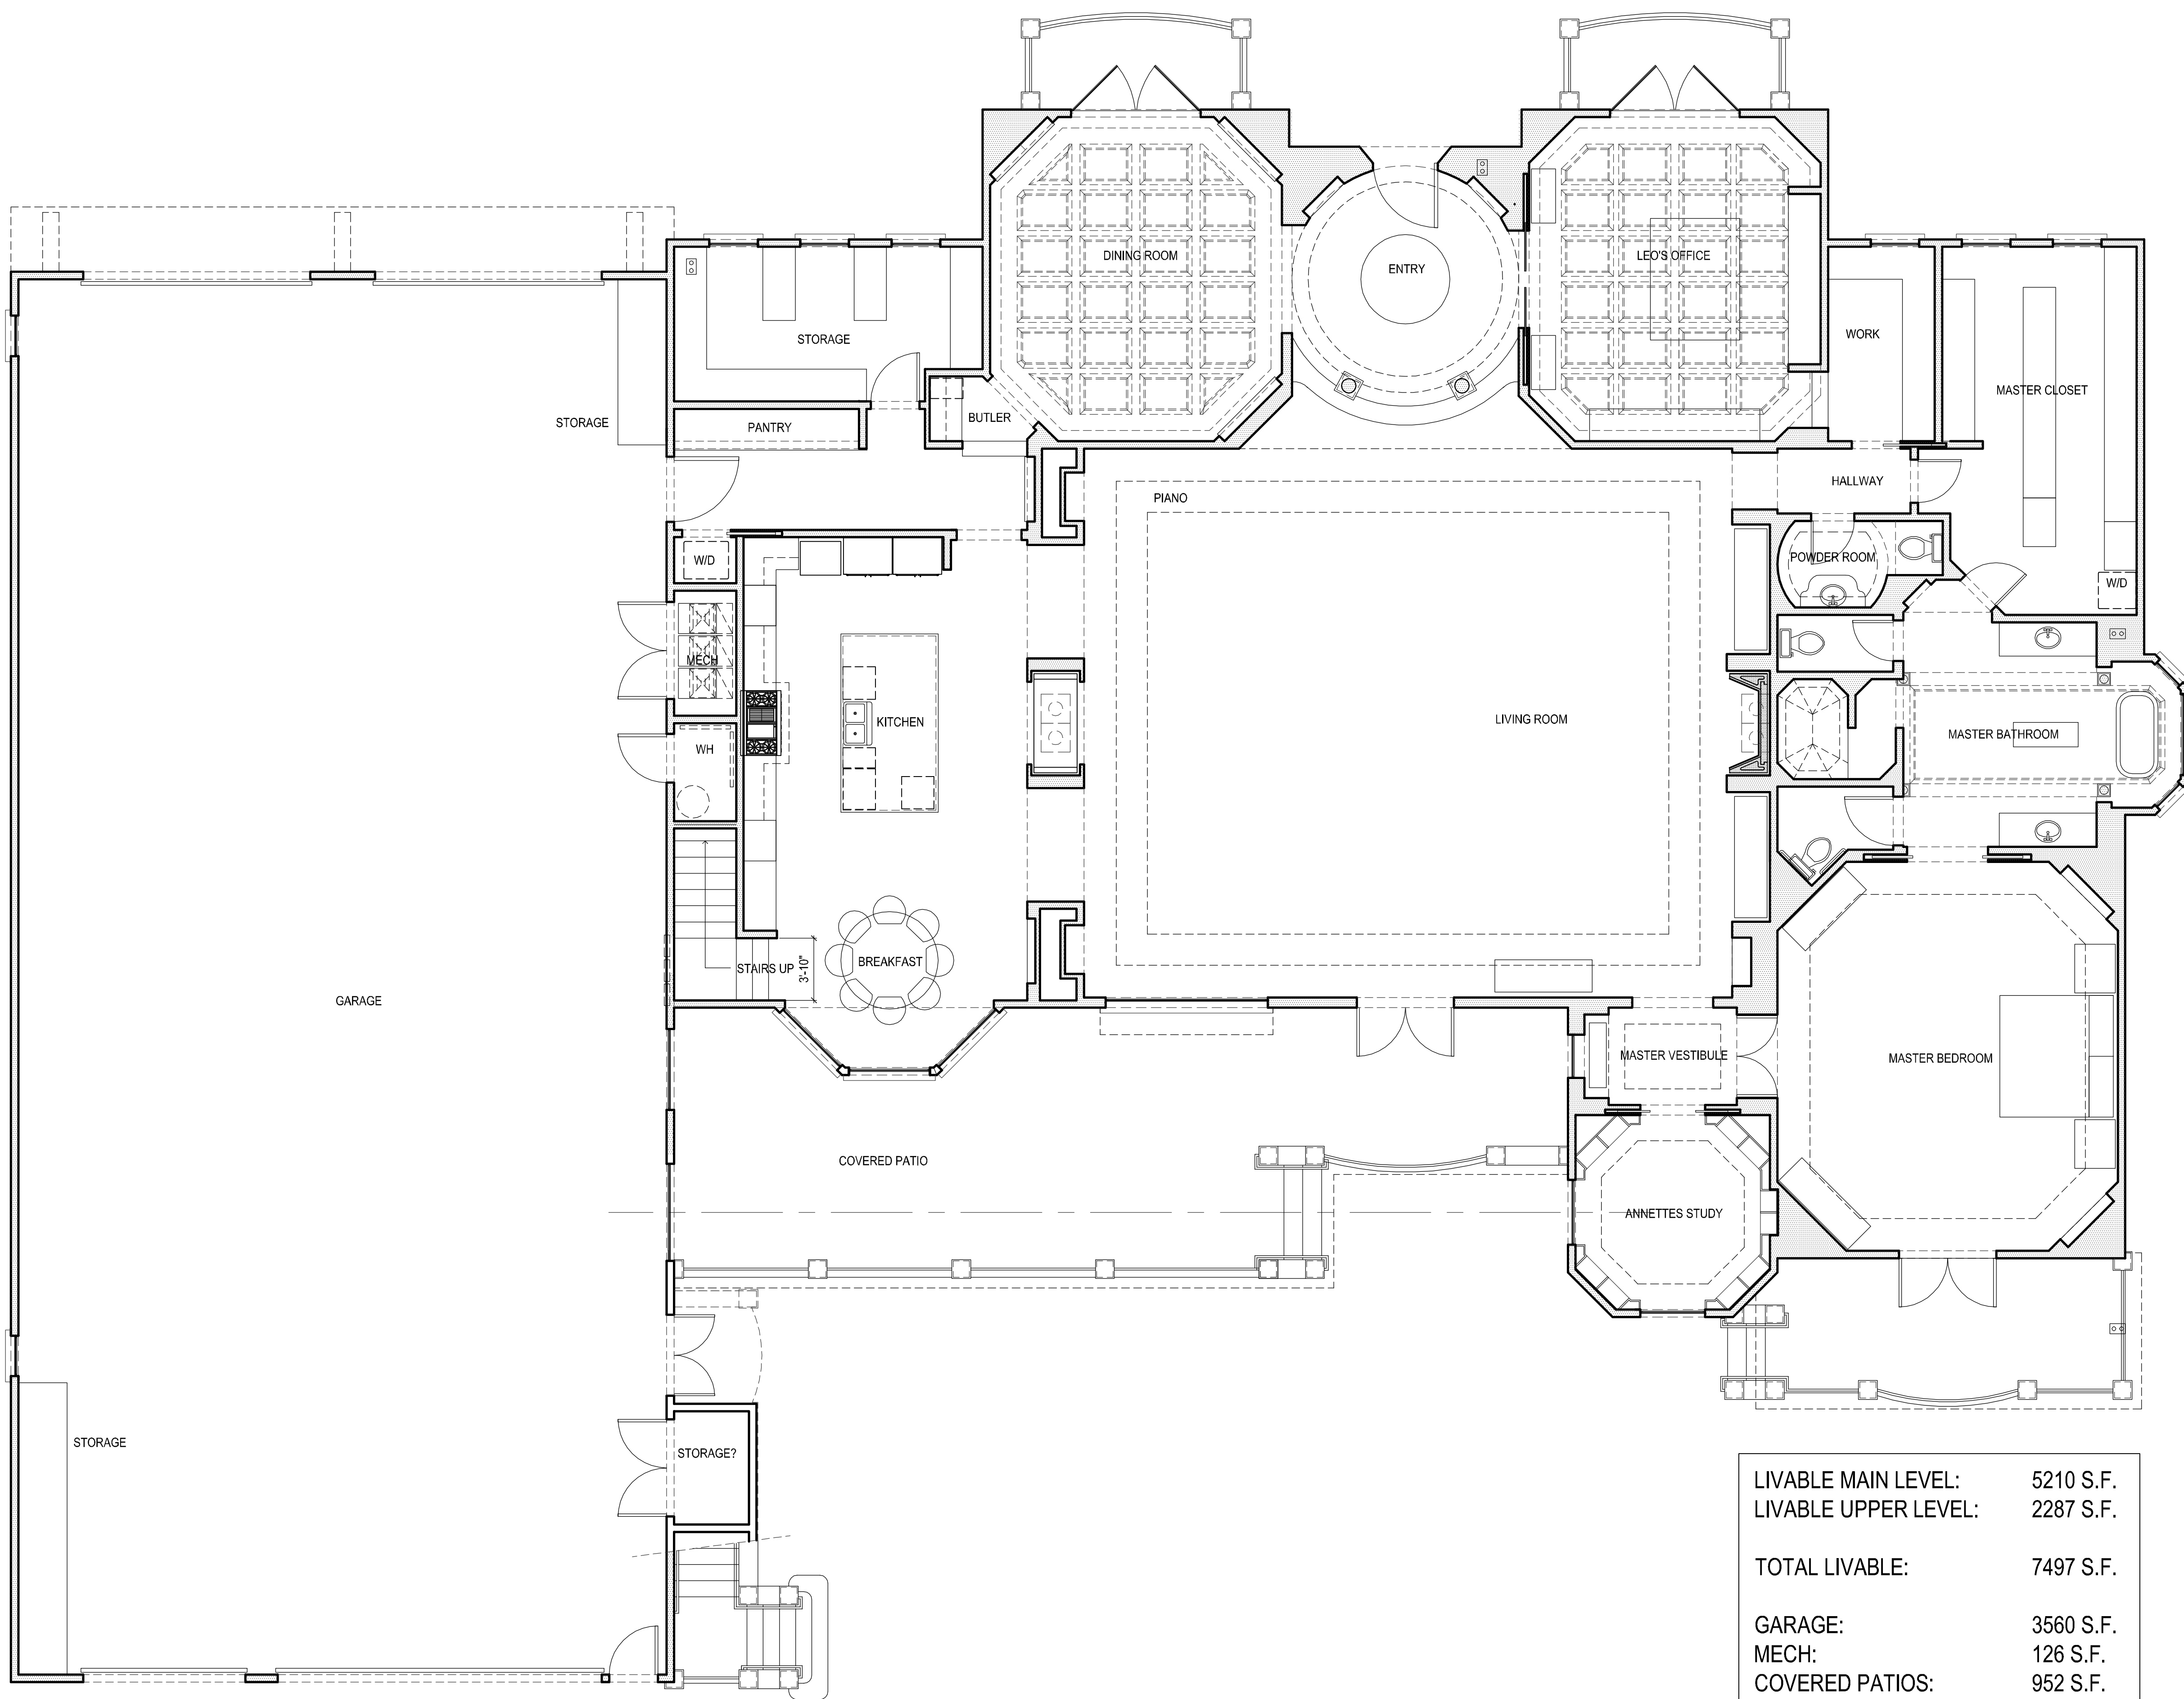 DINING ROOM
ENTRY
LEO'S OFFICE
STORAGE
WORK
MASTER CLOSET
STORAGE
PANTRY
BUTLER
HALLWAY
PIANO
W/D
POWDER ROOM
W/D
MECH
KITCHEN
LIVING ROOM
MASTER BATHROOM
WH
BREAKFAST
STAIRS UP
3'-10"
GARAGE
MASTER VESTIBULE
MASTER BEDROOM
COVERED PATIO
ANNETTES STUDY
STORAGE
STORAGE?
LIVABLE MAIN LEVEL: 5210 S.F.
LIVABLE UPPER LEVEL: 2287 S.F.
TOTAL LIVABLE: 7497 S.F.
GARAGE: 3560 S.F.
MECH: 126 S.F.
COVERED PATIOS: 952 S.F.